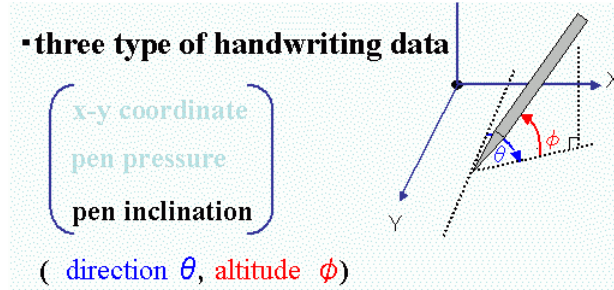 ・three type of handwriting data
x-y coordinate
pen pressure
pen inclination
( direction θ, altitude φ)
X
Y
θ
φ